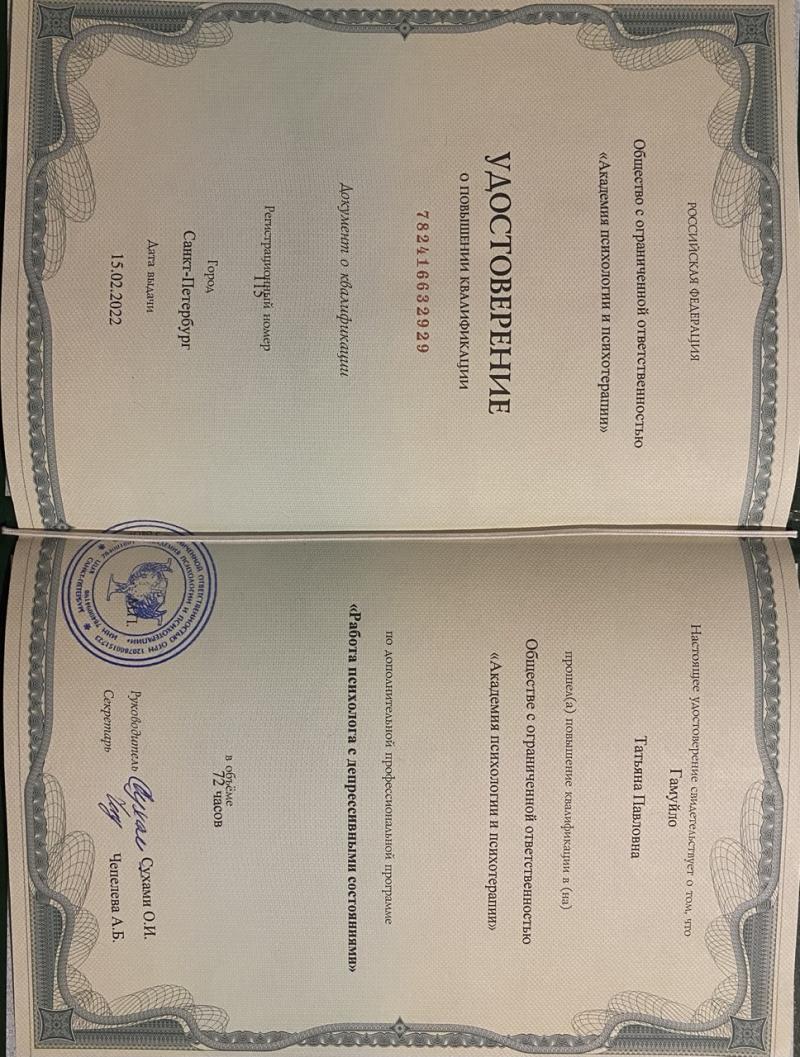 РОССИЙСКАЯ ФЕДЕРАЦИЯ
Общество с ограниченной ответственностью
«Академия психологии и психотерапии»
УДОСТОВЕРЕНИЕ
О ПОВЫШЕНИИ КВАЛИФИКАЦИИ
782416632929
Документ о квалификации
Регистрационный номер
115
Город
Санкт-Петербург
Дата выдачи
15.02.2022
Настоящее удостоверение свидетельствует о том, что
Гамуйло
Татьяна Павловна
прошел(а) повышение квалификации в (на)
Обществе с ограниченной ответственностью
«Академия психологии и психотерапии»
по дополнительной профессиональной программе
«Работа психолога с депрессивными состояниями»
в объёме
72 часов
М.П.
Руководитель Сухами О.И.
Секретарь Чепелева А.Б.